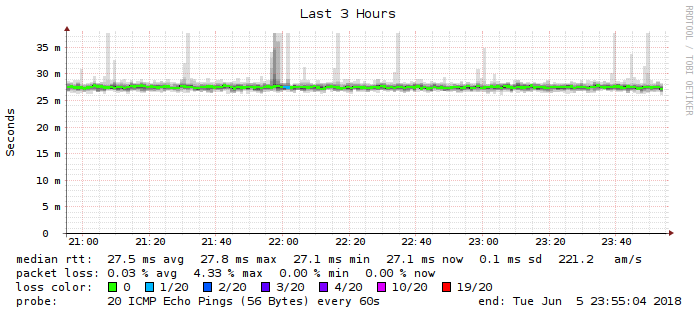 Last 3 Hours
RRDTOOL / TOBI OETIKER
Seconds
35 m
30 m
25 m
20 m
15 m
10 m
5 m
0
21:00 21:20 21:40 22:00 22:20 22:40 23:00 23:20 23:40
median rtt: 27.5 ms avg 27.8 ms max 27.1 ms min 27.1 ms now 0.1 ms sd 221.2 am/s
packet loss: 0.03 % avg 4.33 % max 0.00 % min 0.00 % now
loss color: 0 1/20 2/20 3/20 4/20 10/20 19/20
probe: 20 ICMP Echo Pings (56 Bytes) every 60s end: Tue Jun 5 23:55:04 2018